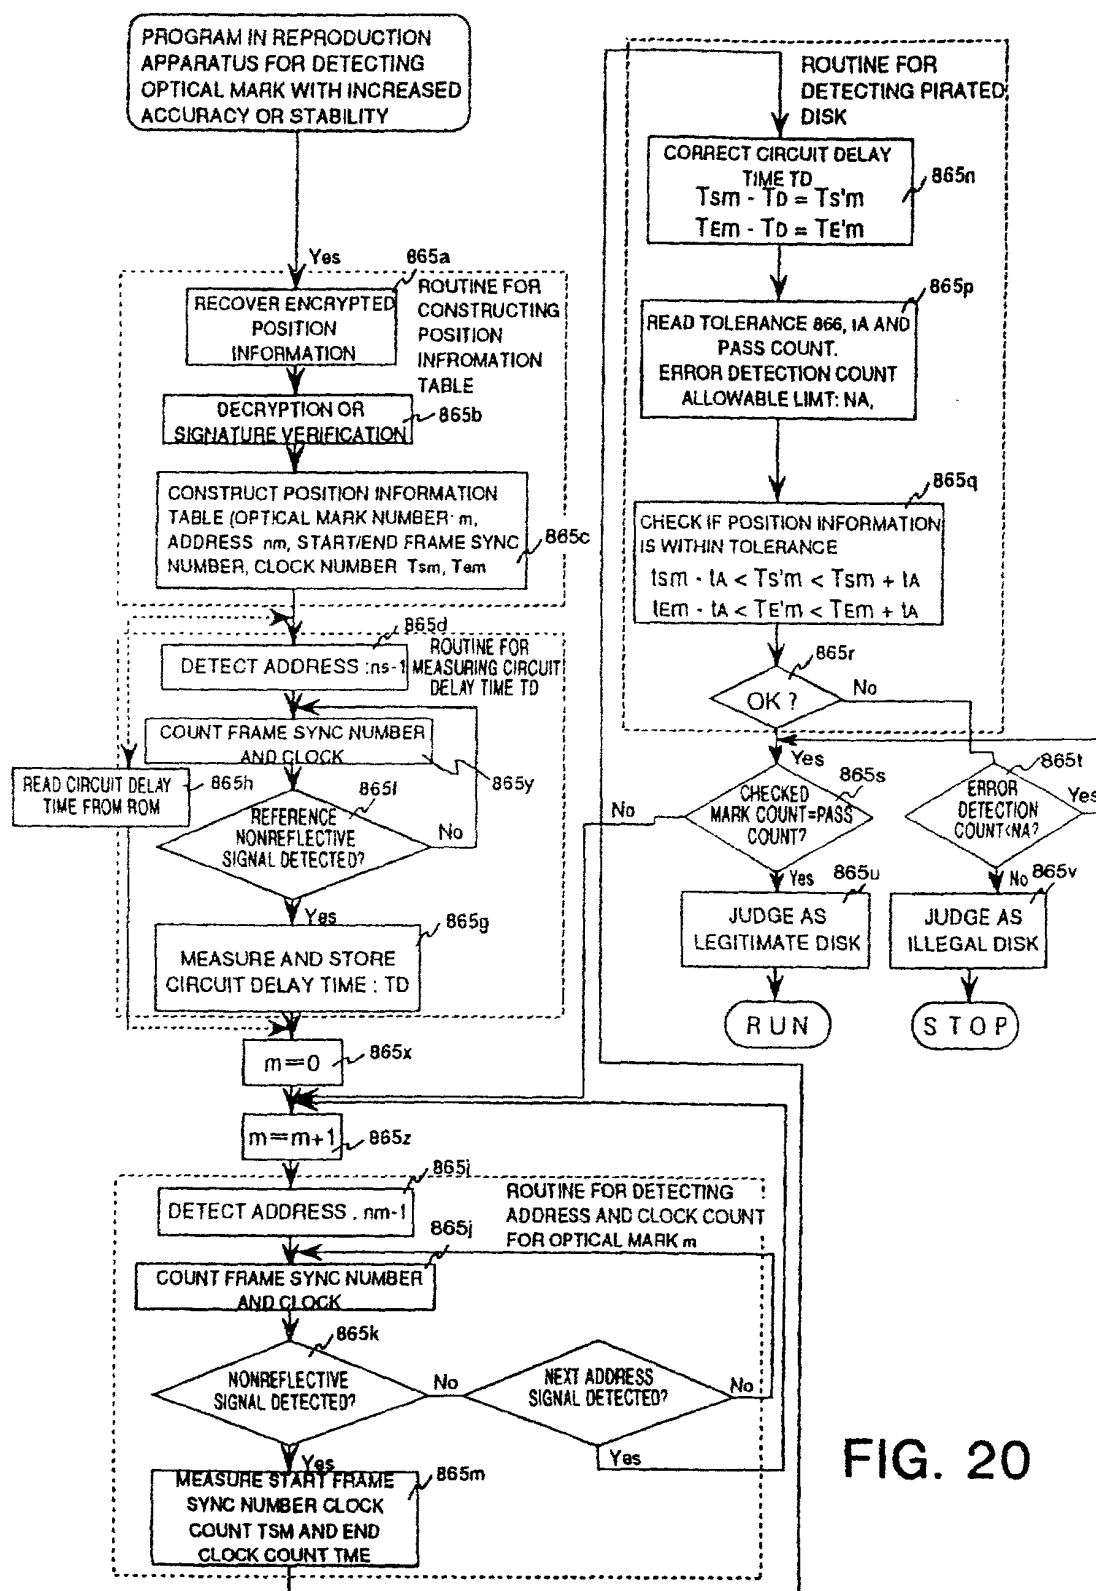 PROGRAM IN REPRODUCTION
APPARATUS FOR DETECTING
OPTICAL MARK WITH INCREASED
ACCURACY OR STABILITY
Yes
865a
RECOVER ENCRYPTED
POSITION
INFORMATION
ROUTINE FOR
CONSTRUCTING
POSITION
INFROMATION
TABLE
DECRYPTION OR
SIGNATURE VERIFICATION
865b
CONSTRUCT POSITION INFORMATION
TABLE (OPTICAL MARK NUMBER· m,
ADDRESS nm, START/END FRAME SYNC
NUMBER, CLOCK NUMBER Tsm, Tem
865c
865d
DETECT ADDRESS :ns-1
ROUTINE FOR
MEASURING CIRCUIT
DELAY TIME TD
COUNT FRAME SYNC NUMBER
AND CLOCK
865y
READ CIRCUIT DELAY
TIME FROM ROM
865h
865f
REFERENCE
NONREFLECTIVE
SIGNAL DETECTED?
No
Yes
865g
MEASURE AND STORE
CIRCUIT DELAY TIME : TD
m=0
865x
m=m+1
865z
865i
DETECT ADDRESS . nm-1
ROUTINE FOR DETECTING
ADDRESS AND CLOCK COUNT
FOR OPTICAL MARK m
865j
COUNT FRAME SYNC NUMBER
AND CLOCK
865k
NONREFLECTIVE
SIGNAL DETECTED?
No
NEXT ADDRESS
SIGNAL DETECTED?
No
Yes
Yes
865m
MEASURE START FRAME
SYNC NUMBER CLOCK
COUNT TSM AND END
CLOCK COUNT TME
ROUTINE FOR
DETECTING PIRATED
DISK
CORRECT CIRCUIT DELAY
TIME TD
Tsm - TD = Ts'm
TEm - TD = TE'm
865n
865p
READ TOLERANCE 866, tA AND
PASS COUNT.
ERROR DETECTION COUNT
ALLOWABLE LIMT: NA,
865q
CHECK IF POSITION INFORMATION
IS WITHIN TOLERANCE
tsm - tA < Ts'm < Tsm + tA
tEm - tA < TE'm < TEm + tA
865r
OK ?
No
Yes
865s
CHECKED
MARK COUNT=PASS
COUNT?
No
Yes
865t
ERROR
DETECTION
COUNT<NA?
Yes
No
865u
JUDGE AS
LEGITIMATE DISK
865v
JUDGE AS
ILLEGAL DISK
RUN
STOP
FIG. 20